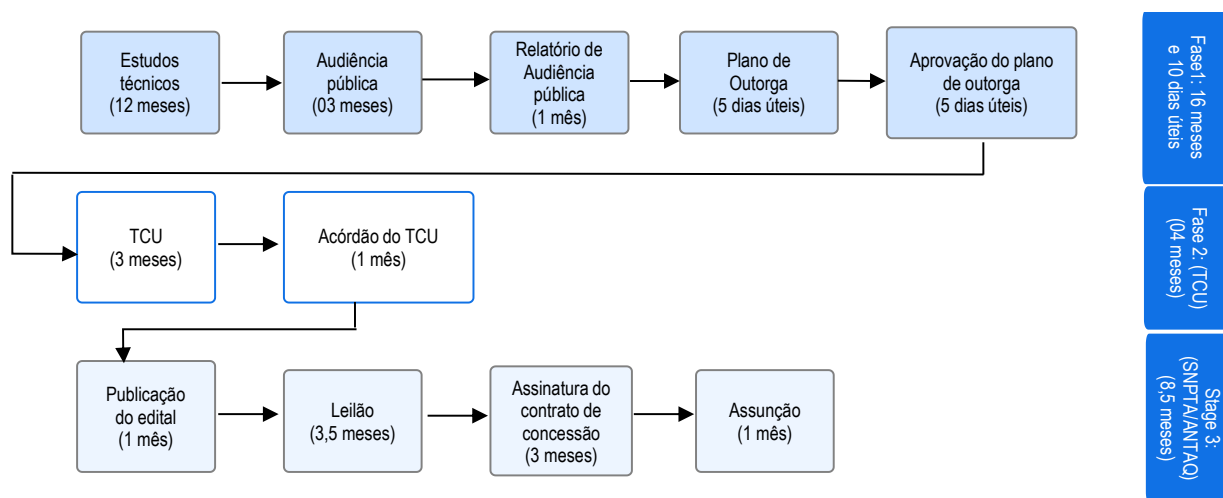 Estudos
técnicos
(12 meses)
Audiência
pública
(03 meses)
Relatório de
Audiência
pública
(1 mês)
Plano de
Outorga
(5 dias úteis)
Aprovação do plano
de outorga
(5 dias úteis)
Fase1: 16 meses
e 10 dias úteis
TCU
(3 meses)
Acórdão do TCU
(1 mês)
Fase 2: (TCU)
(04 meses)
Publicação
do edital
(1 mês)
Leilão
(3,5 meses)
Assinatura do
contrato de
concessão
(3 meses)
Assunção
(1 mês)
Stage 3:
(SNPTA/ANTAQ)
(8,5 meses)